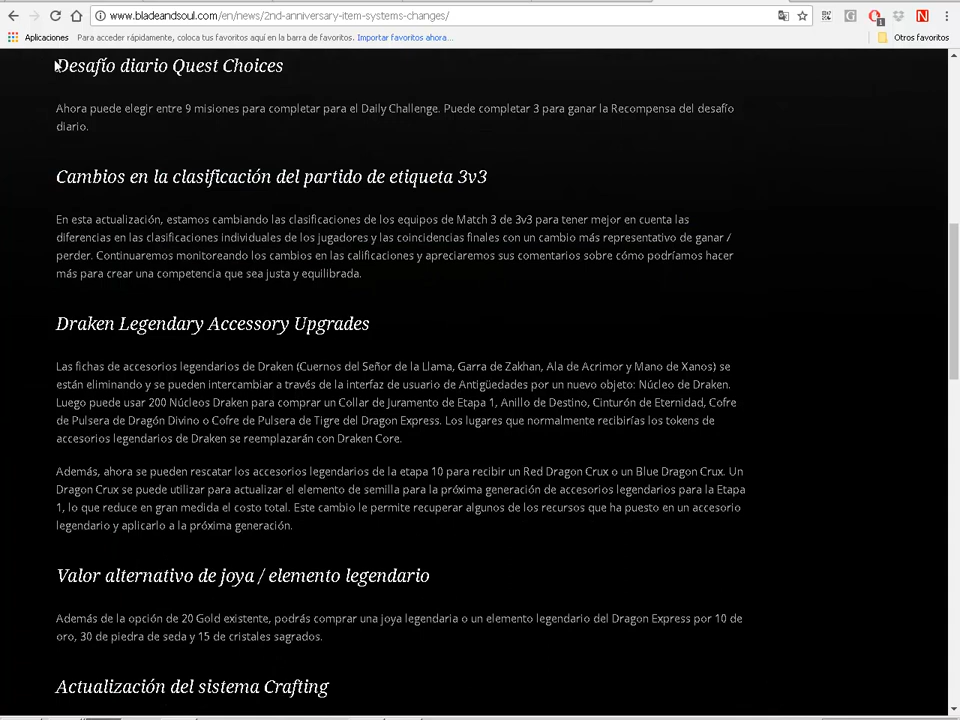 www.bladeandsoul.com/en/news/2nd-anniversary-item-systems-changes/
Aplicaciones Para acceder rápidamente, coloca tus favoritos aquí en la barra de favoritos. Importar favoritos ahora... Otros favoritos
Desafío diario Quest Choices
Ahora puede elegir entre 9 misiones para completar para el Daily Challenge. Puede completar 3 para ganar la Recompensa del desafío
diario.
Cambios en la clasificación del partido de etiqueta 3v3
En esta actualización, estamos cambiando las clasificaciones de los equipos de Match 3 de 3v3 para tener mejor en cuenta las
diferencias en las clasificaciones individuales de los jugadores y las coincidencias finales con un cambio más representativo de ganar /
perder. Continuaremos monitoreando los cambios en las calificaciones y apreciaremos sus comentarios sobre cómo podríamos hacer
más para crear una competencia que sea justa y equilibrada.
Draken Legendary Accessory Upgrades
Las fichas de accesorios legendarios de Draken (Cuernos del Señor de la Llama, Garra de Zakhan, Ala de Acrimor y Mano de Xanos) se
están eliminando y se pueden intercambiar a través de la interfaz de usuario de Antigüedades por un nuevo objeto: Núcleo de Draken.
Luego puede usar 200 Núcleos Draken para comprar un Collar de Juramento de Etapa 1, Anillo de Destino, Cinturón de Eternidad, Cofre
de Pulsera de Dragón Divino o Cofre de Pulsera de Tigre del Dragon Express. Los lugares que normalmente recibirías los tokens de
accesorios legendarios de Draken se reemplazarán con Draken Core.
Además, ahora se pueden rescatar los accesorios legendarios de la etapa 10 para recibir un Red Dragon Crux o un Blue Dragon Crux. Un
Dragon Crux se puede utilizar para actualizar el elemento de semilla para la próxima generación de accesorios legendarios para la Etapa
1, lo que reduce en gran medida el costo total. Este cambio le permite recuperar algunos de los recursos que ha puesto en un accesorio
legendario y aplicarlo a la próxima generación.
Valor alternativo de joya / elemento legendario
Además de la opción de 20 Gold existente, podrás comprar una joya legendaria o un elemento legendario del Dragon Express por 10 de
oro, 30 de piedra de seda y 15 de cristales sagrados.
Actualización del sistema Crafting